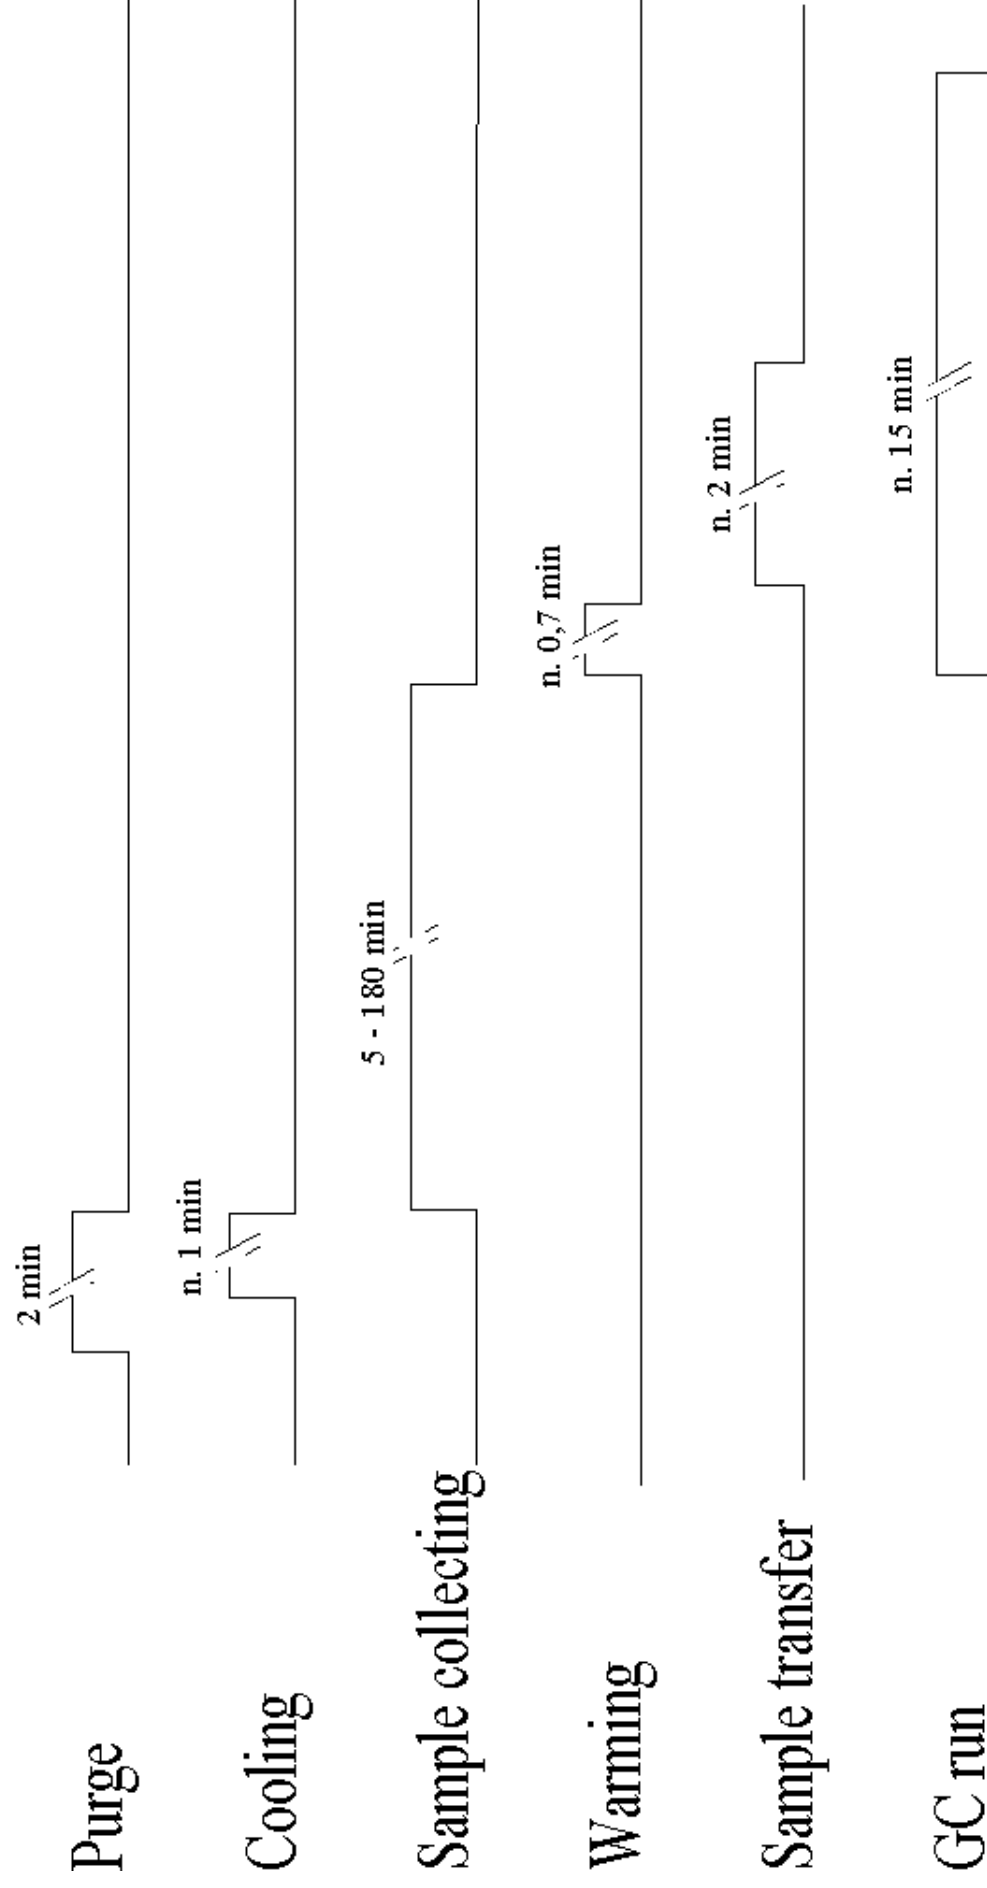 2 min
Purge
n. 1 min
Cooling
5 - 180 min
Sample collecting
n. 0,7 min
Warming
n. 2 min
Sample transfer
n. 15 min
GC run